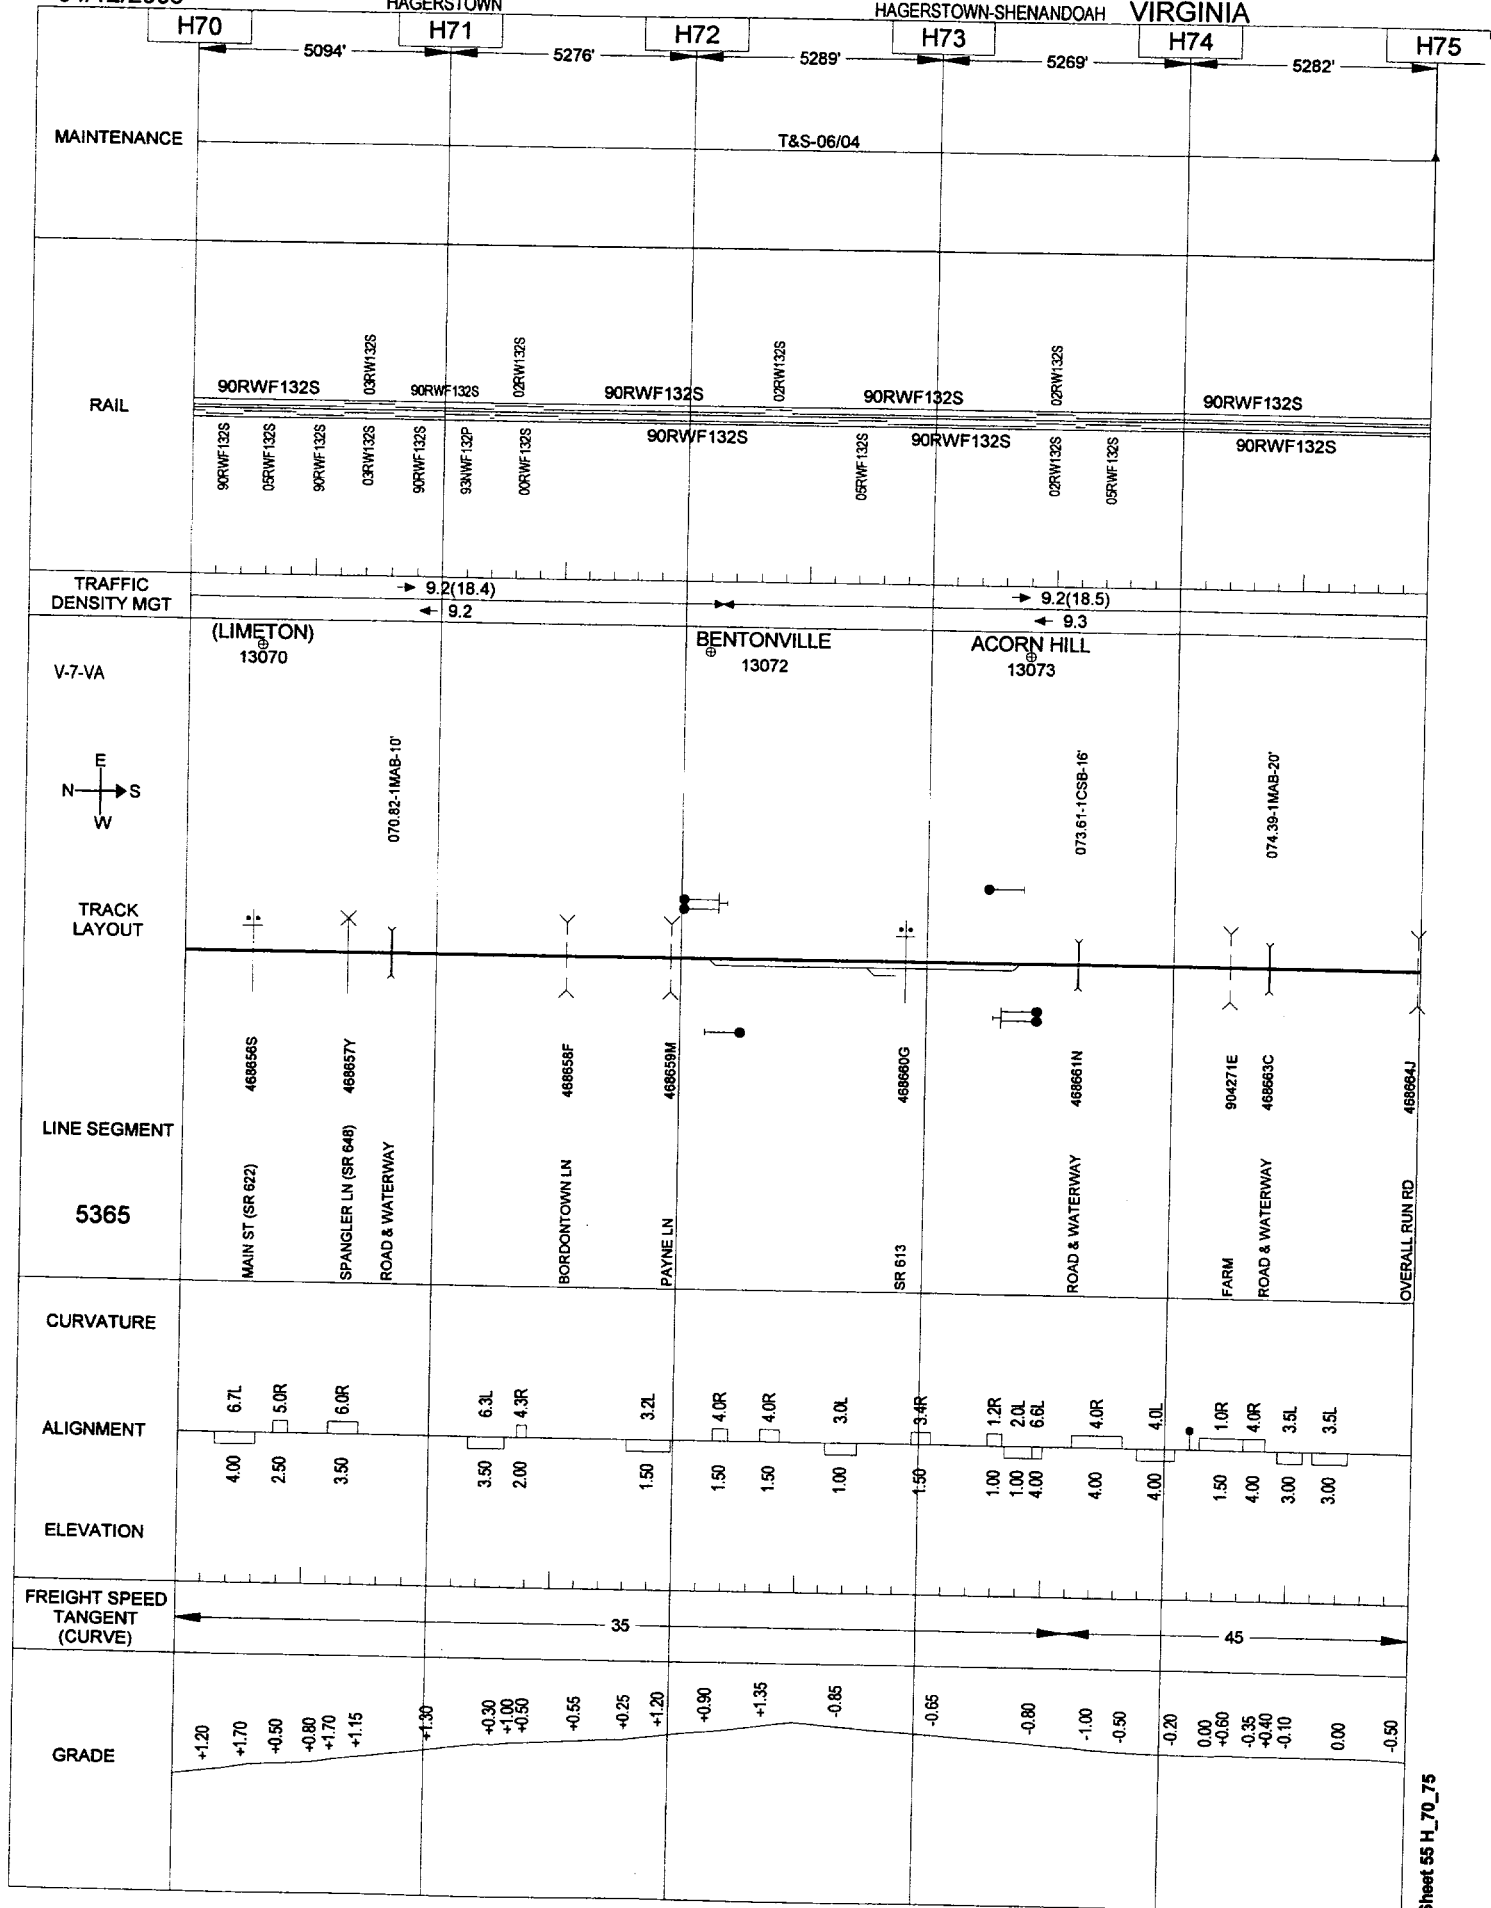 HAGERSTOWN
HAGERSTOWN-SHENANDOAH VIRGINIA
H70 H71 H72 H73 H74 H75
5094' 5276' 5289' 5269' 5282'
MAINTENANCE
T&S-06/04
RAIL
03RW132S 02RW132S 02RW132S 02RW132S
90RWF132S 90RWF132S 90RWF132S 90RWF132S 90RWF132S
90RWF132S 90RWF132S 90RWF132S
90RWF132S 05RWF132S 90RWF132S 03RW132S 90RWF132S 93NWF132P 00RWF132S 05RWF132S 02RW132S 05RWF132S
TRAFFIC
DENSITY MGT
9.2(18.4) 9.2(18.5)
9.2 9.3
(LIMETON) BENTONVILLE ACORN HILL
13070 13072 13073
V-7-VA
E
N S
W
070.82-1MAB-10' 073.61-1CSB-16' 074.39-1MAB-20'
TRACK
LAYOUT
468656S 468657Y 468658F 468659M 468660G 468661N 904271E 468663C 468664J
LINE SEGMENT
5365
MAIN ST (SR 622)
SPANGLER LN (SR 648)
ROAD & WATERWAY
BORDONTOWN LN
PAYNE LN
SR 613
ROAD & WATERWAY
FARM
ROAD & WATERWAY
OVERALL RUN RD
CURVATURE
6.7L 5.0R 6.0R 6.3L 4.3R 3.2L 4.0R 4.0R 3.0L 3.4R 1.2R 2.0L 6.6L 4.0R 4.0L 1.0R 4.0R 3.5L 3.5L
ALIGNMENT
4.00 2.50 3.50 3.50 2.00 1.50 1.50 1.50 1.00 1.50 1.00 1.00 4.00 4.00 4.00 1.50 4.00 3.00 3.00
ELEVATION
FREIGHT SPEED
TANGENT
(CURVE)
35 45
GRADE
+1.20 +1.70 +0.50 +0.80 +1.70 +1.15 +1.30 +0.30 +1.00 +0.50 +0.55 +0.25 +1.20 +0.90 +1.35 -0.85 -0.65 -0.80 -1.00 -0.50 -0.20 0.00 +0.60 -0.35 +0.40 -0.10 0.00 -0.50
Sheet 55 H_70_75